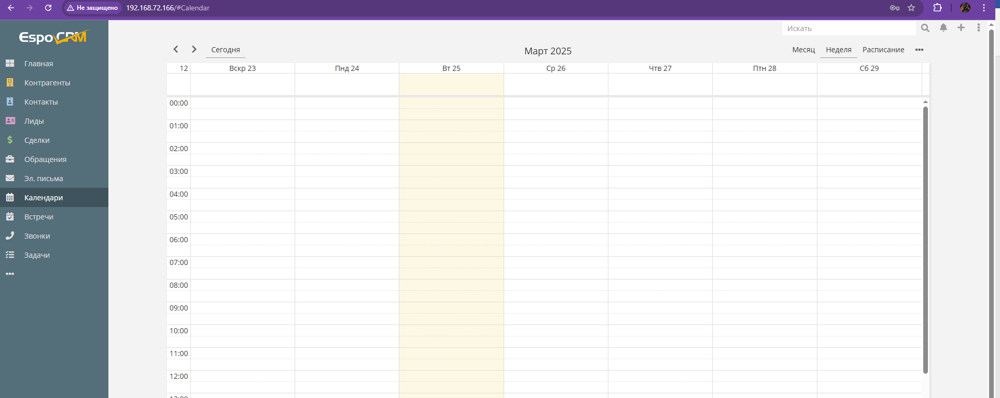 Не защищено 192.168.72.166/#Calendar
EspoCRM
Искать
Главная
Контрагенты
Контакты
Лиды
Сделки
Обращения
Эл. письма
Календари
Встречи
Звонки
Задачи
Сегодня
Март 2025
Месяц Неделя Расписание
12 Вскр 23 Пнд 24 Вт 25 Ср 26 Чтв 27 Птн 28 Сб 29
00:00
01:00
02:00
03:00
04:00
05:00
06:00
07:00
08:00
09:00
10:00
11:00
12:00